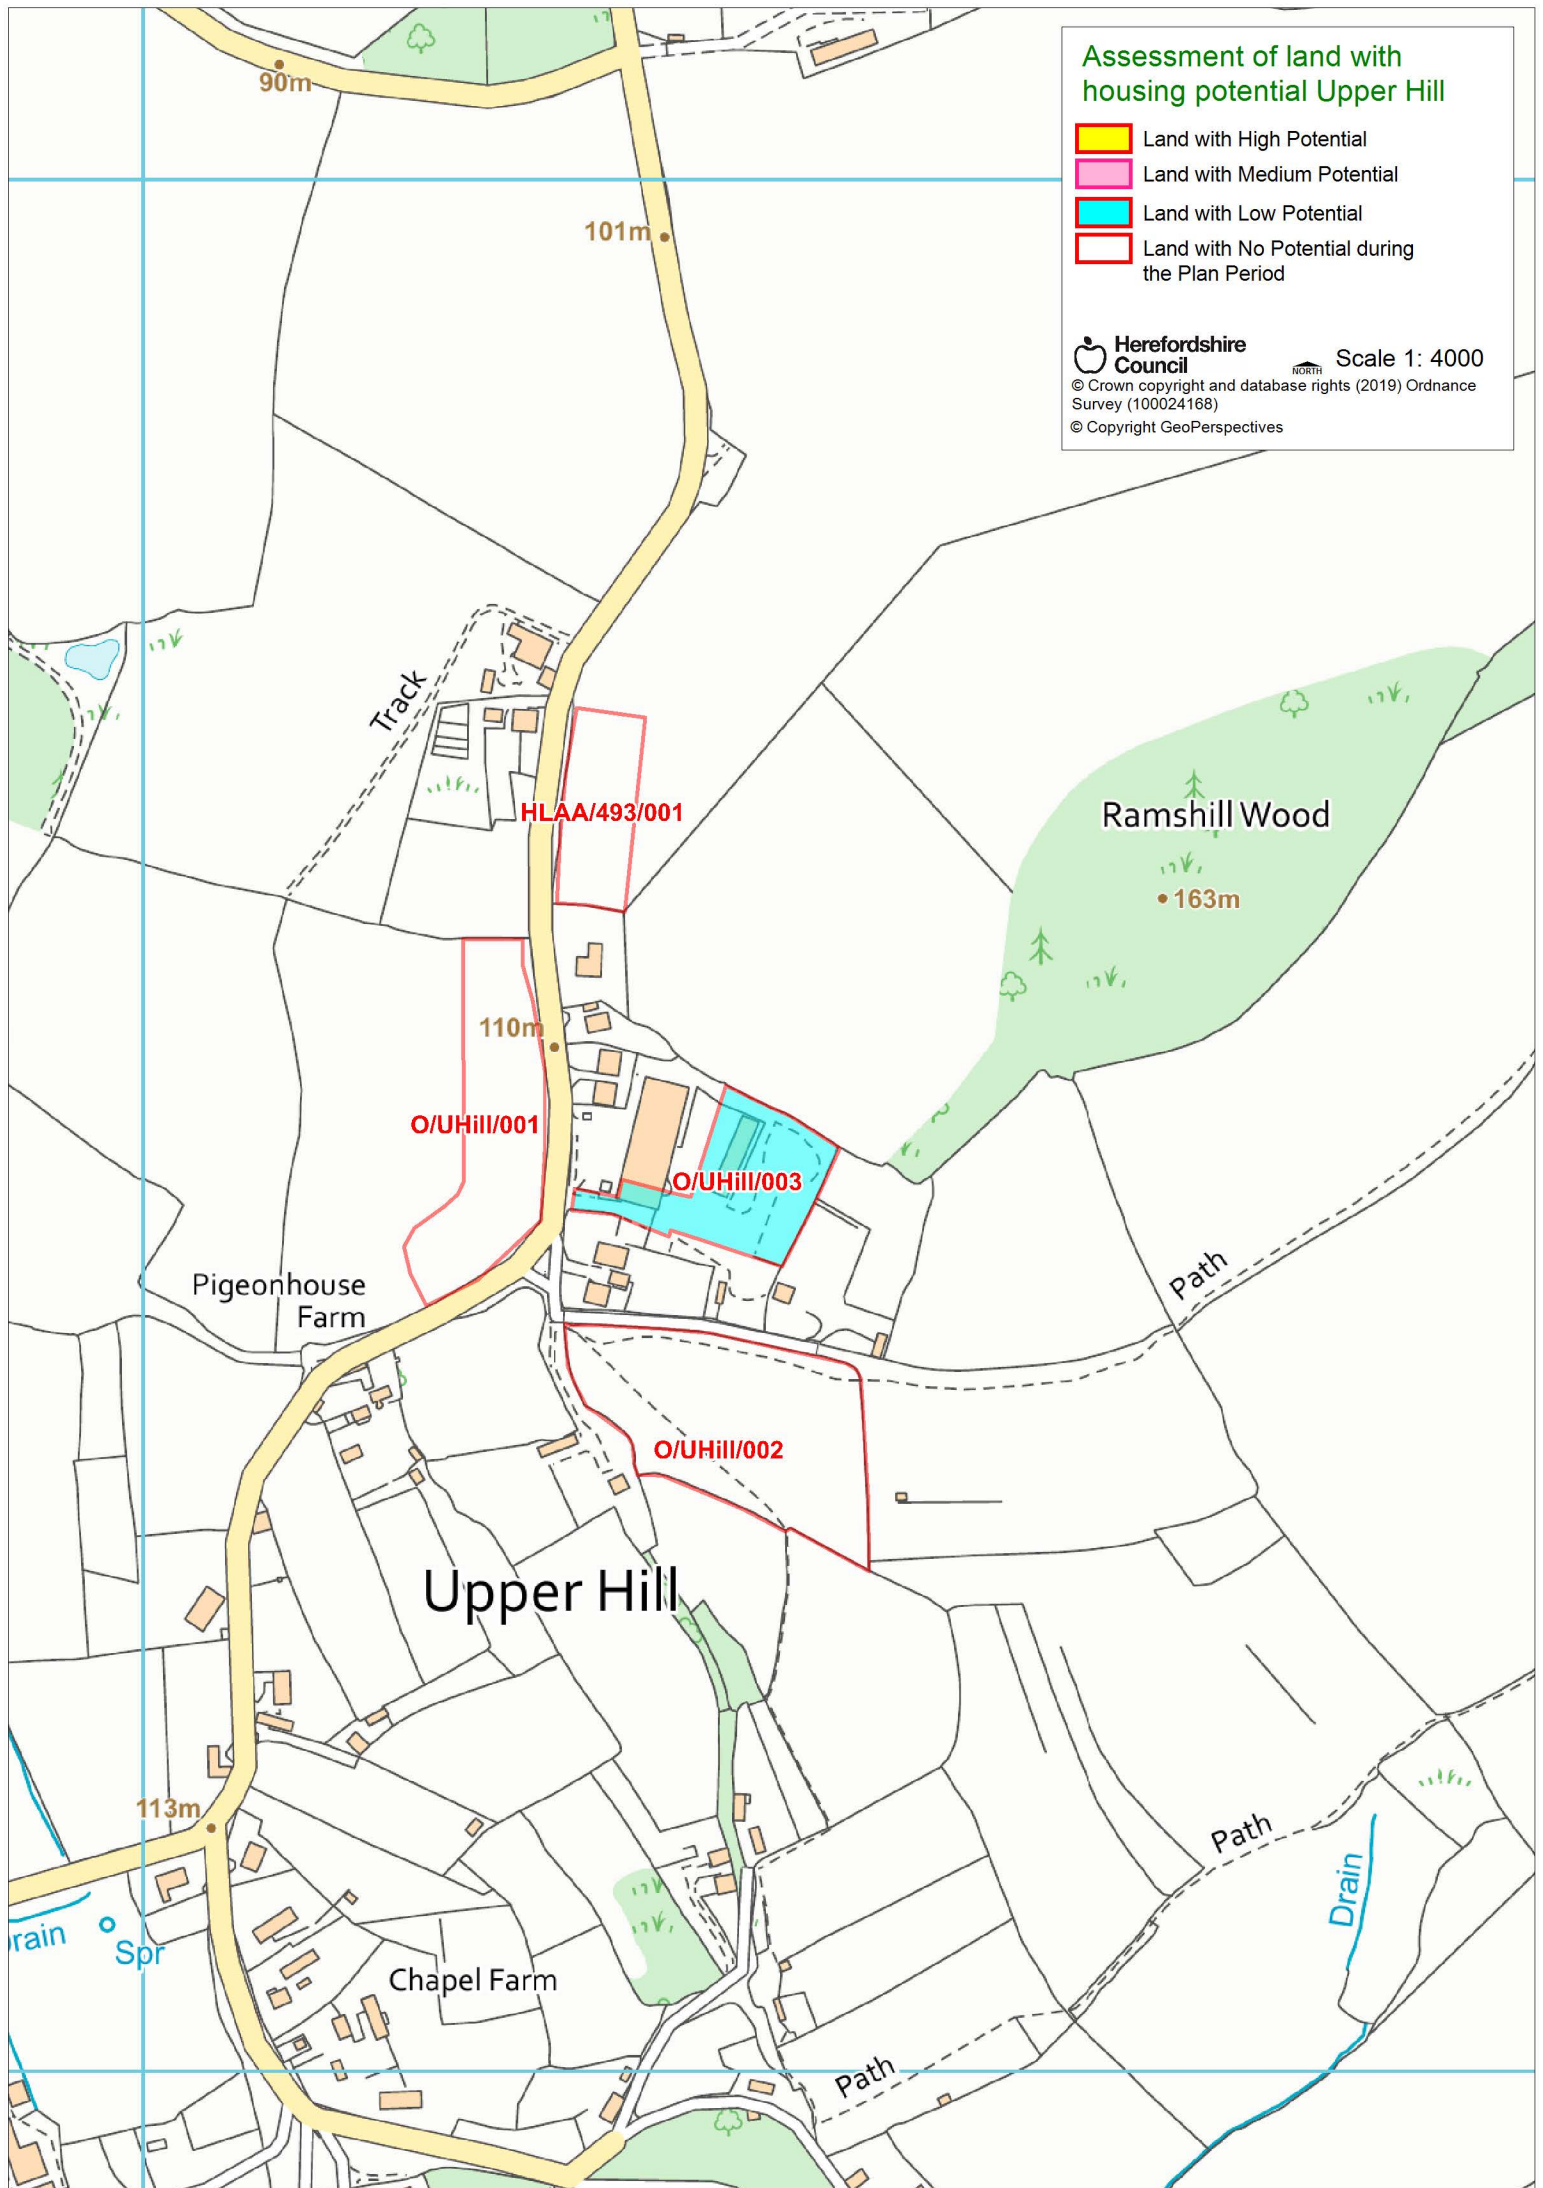 Assessment of land with
housing potential Upper Hill
Land with High Potential
Land with Medium Potential
Land with Low Potential
Land with No Potential during
the Plan Period
Herefordshire
Council
NORTH
Scale 1: 4000
© Crown copyright and database rights (2019) Ordnance
Survey (100024168)
© Copyright GeoPerspectives
90m
101m
Track
HLAA/493/001
Ramshill Wood
163m
110m
O/UHill/001
O/UHill/003
Pigeonhouse
Farm
Path
O/UHill/002
Upper Hill
113m
Path
Drain
rain
Spr
Chapel Farm
Path